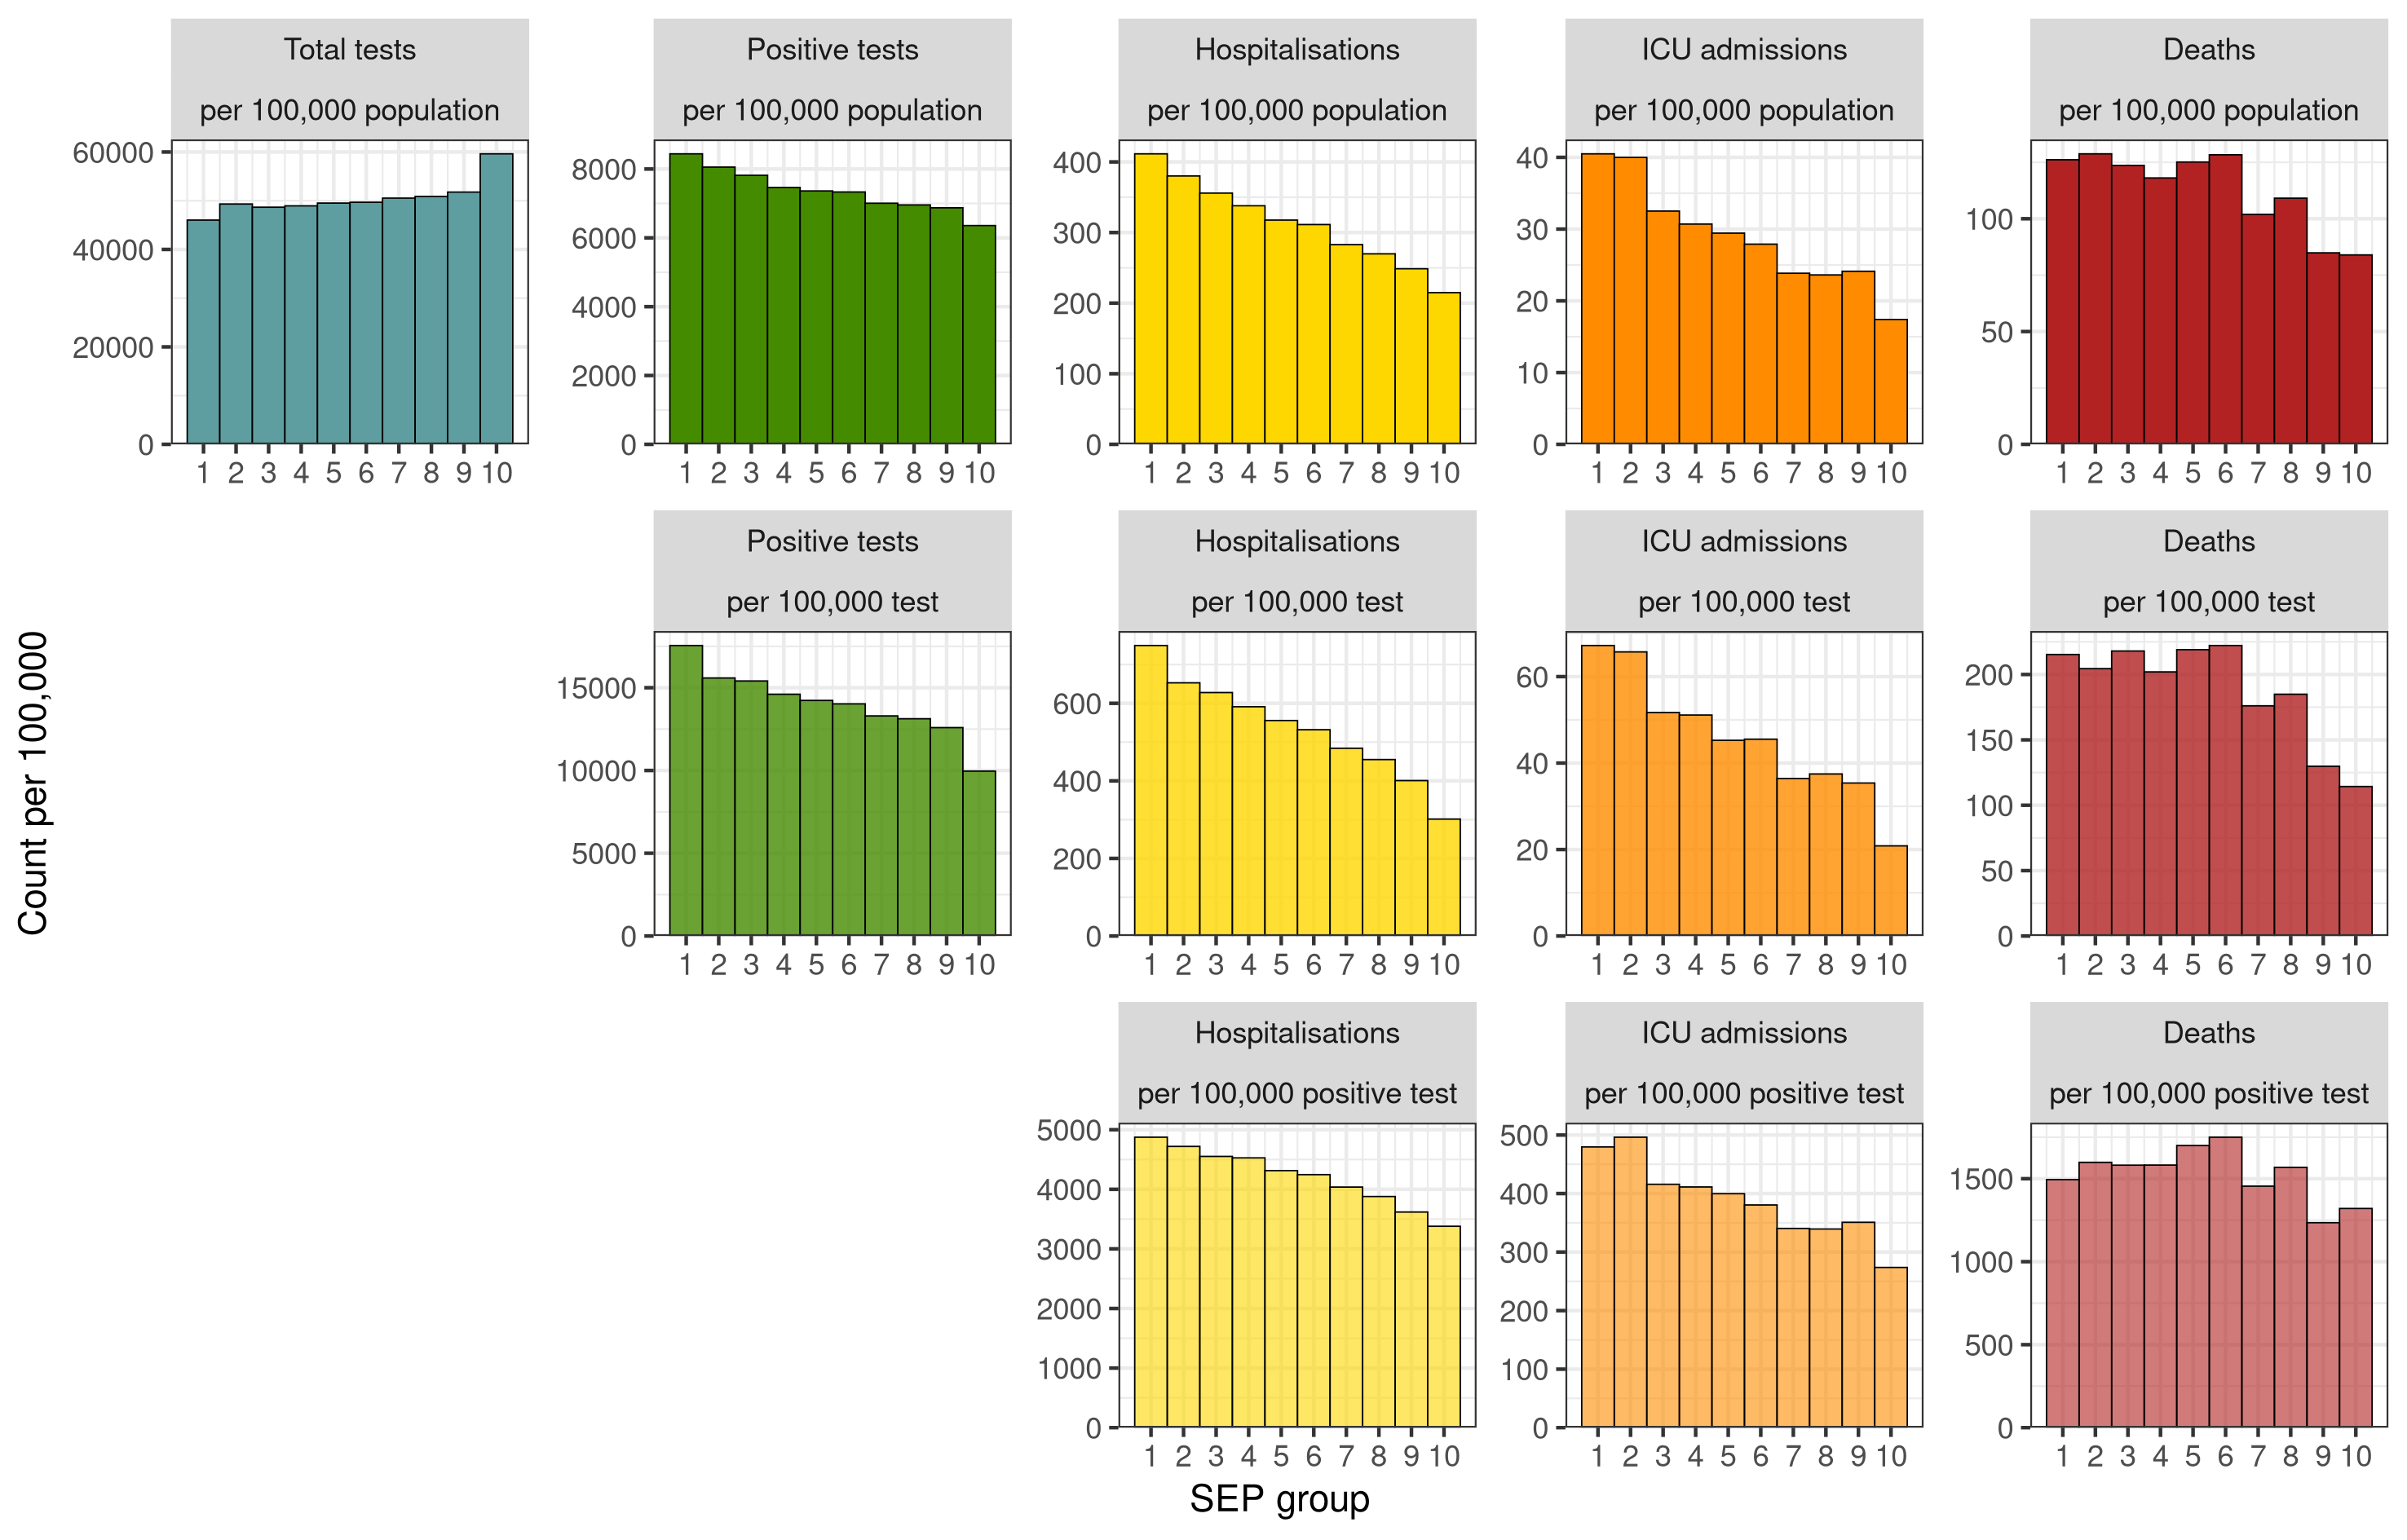 Total tests
per 100,000 population
Positive tests
per 100,000 population
Hospitalisations
per 100,000 population
ICU admissions
per 100,000 population
Deaths
per 100,000 population
60000
40000
20000
0
1 2 3 4 5 6 7 8 9 10
8000
6000
4000
2000
0
1 2 3 4 5 6 7 8 9 10
400
300
200
100
0
1 2 3 4 5 6 7 8 9 10
40
30
20
10
0
1 2 3 4 5 6 7 8 9 10
100
50
0
1 2 3 4 5 6 7 8 9 10
Count per 100,000
Positive tests
per 100,000 test
Hospitalisations
per 100,000 test
ICU admissions
per 100,000 test
Deaths
per 100,000 test
15000
10000
5000
0
1 2 3 4 5 6 7 8 9 10
600
400
200
0
1 2 3 4 5 6 7 8 9 10
60
40
20
0
1 2 3 4 5 6 7 8 9 10
200
150
100
50
0
1 2 3 4 5 6 7 8 9 10
Hospitalisations
per 100,000 positive test
ICU admissions
per 100,000 positive test
Deaths
per 100,000 positive test
5000
4000
3000
2000
1000
0
1 2 3 4 5 6 7 8 9 10
500
400
300
200
100
0
1 2 3 4 5 6 7 8 9 10
1500
1000
500
0
1 2 3 4 5 6 7 8 9 10
SEP group